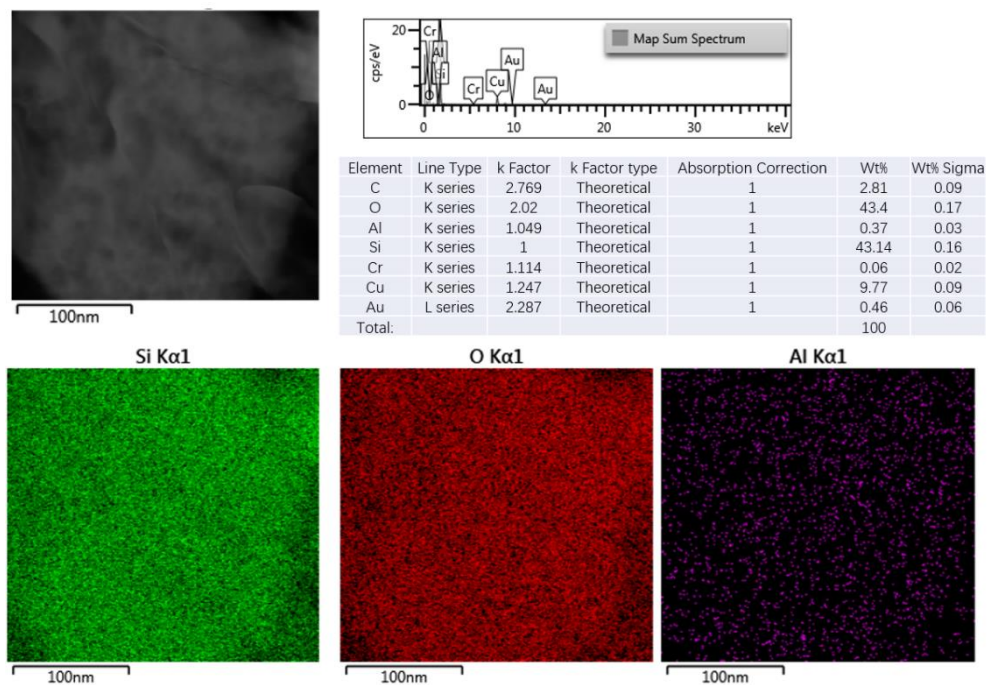 100nm
20
0
cps/eV
Cr
Al
Si
O
Cr
Cu
Au
Au
Map Sum Spectrum
0 10 20 30 keV
Element Line Type k Factor k Factor type Absorption Correction Wt% Wt% Sigma
C K series 2.769 Theoretical 1 2.81 0.09
O K series 2.02 Theoretical 1 43.4 0.17
Al K series 1.049 Theoretical 1 0.37 0.03
Si K series 1 Theoretical 1 43.14 0.16
Cr K series 1.114 Theoretical 1 0.06 0.02
Cu K series 1.247 Theoretical 1 9.77 0.09
Au L series 2.287 Theoretical 1 0.46 0.06
Total: 100
Si Kα1
O Kα1
Al Kα1
100nm
100nm
100nm